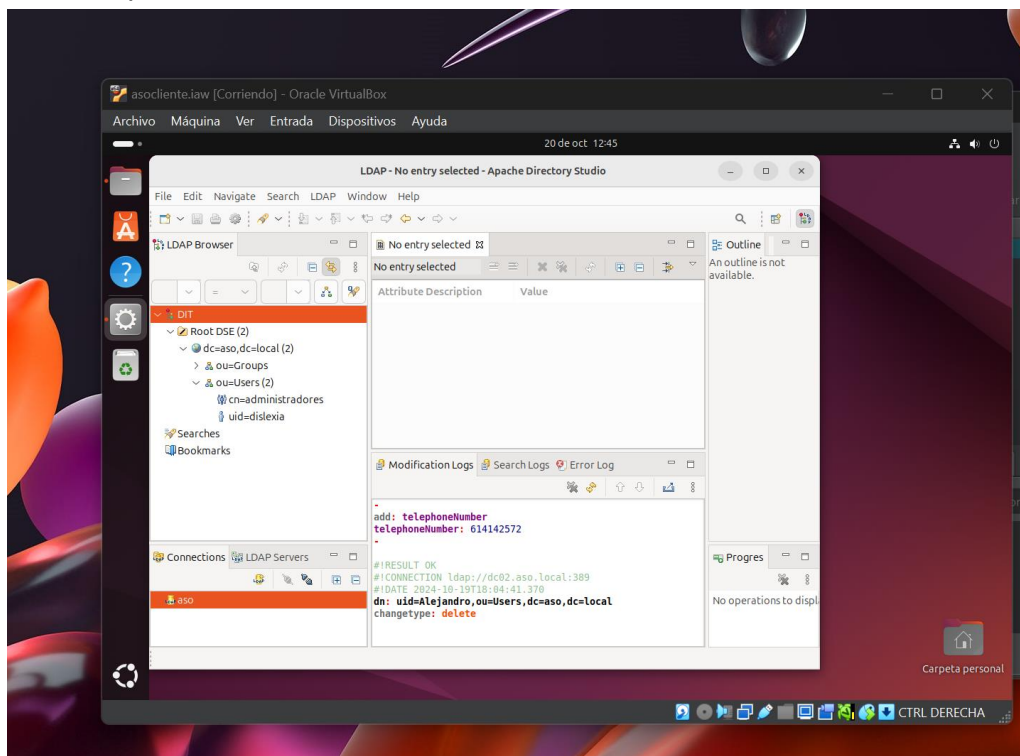 asocliente.iaw [Corriendo] - Oracle VirtualBox
Archivo Máquina Ver Entrada Dispositivos Ayuda
20 de oct 12:45
LDAP - No entry selected - Apache Directory Studio
File Edit Navigate Search LDAP Window Help
LDAP Browser
No entry selected
Outline
No entry selected
An outline is not
available.
=
Attribute Description Value
DIT
Root DSE (2)
dc=aso,dc=local (2)
ou=Groups
ou=Users (2)
cn=administradores
uid=dislexia
Searches
Bookmarks
Modification Logs Search Logs Error Log
-
add: telephoneNumber
telephoneNumber: 614142572
-
#!RESULT OK
#!CONNECTION ldap://dc02.aso.local:389
#!DATE 2024-10-19T18:04:41.370
dn: uid=Alejandro,ou=Users,dc=aso,dc=local
changetype: delete
Connections LDAP Servers
aso
Progres
No operations to displ
Carpeta personal
CTRL DERECHA